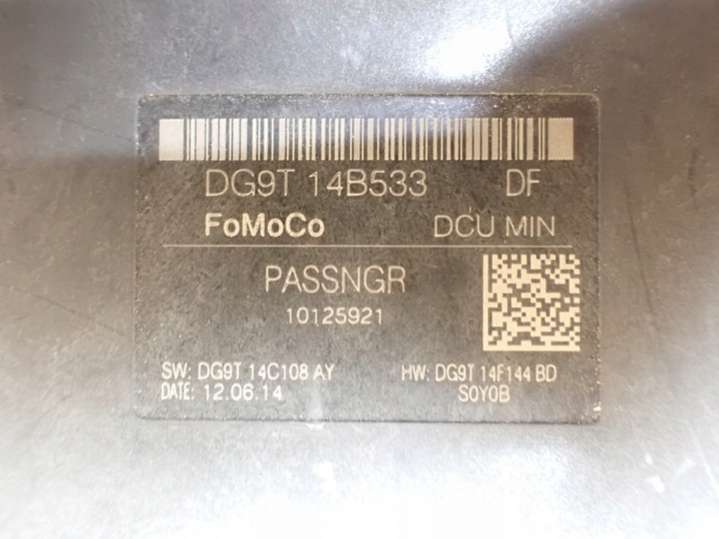 DG9T 14B533 DF
FoMoCo DCU MIN
PASSNGR
10125921
SW: DG9T 14C108 AY HW: DG9T 14F144 BD
DATE: 12.06.14 S0Y0B